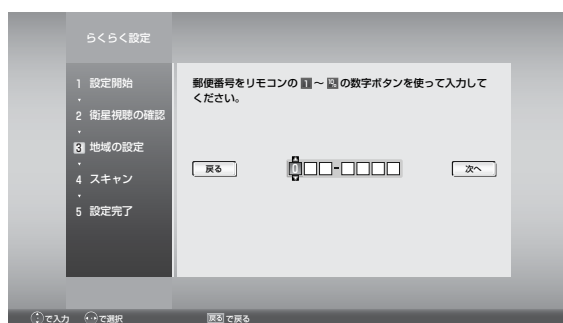 らくらく設定
1 設定開始
2 衛星視聴の確認
3 地域の設定
4 スキャン
5 設定完了
郵便番号をリモコンの 1 ～ 10 の数字ボタンを使って入力して
ください。
戻る
-
次へ
で入力 で選択 戻る で戻る